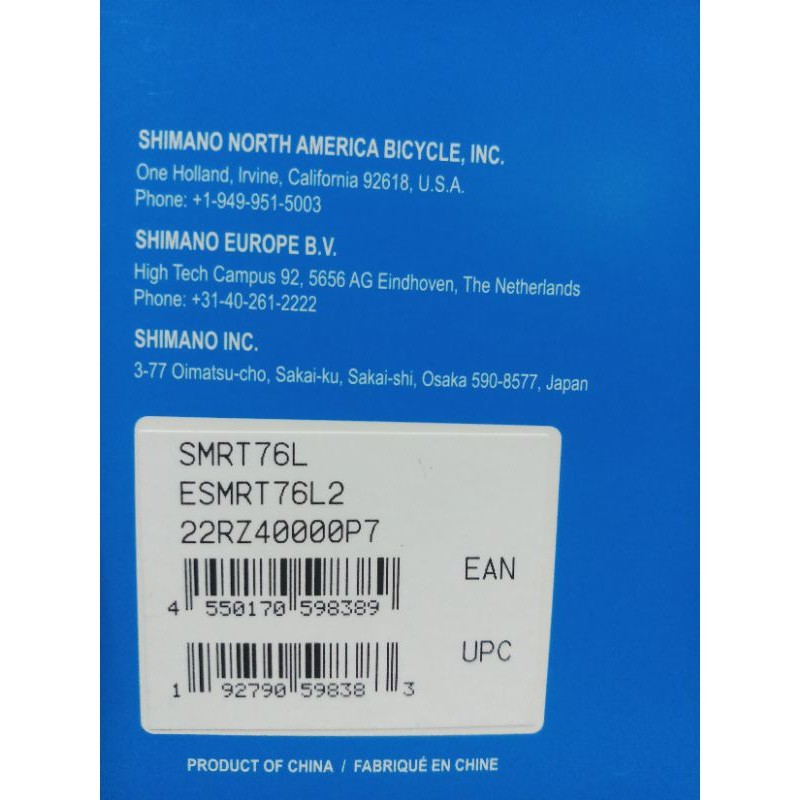 SHIMANO NORTH AMERICA BICYCLE, INC.
One Holland, Irvine, California 92618, U.S.A.
Phone: +1-949-951-5003
SHIMANO EUROPE B.V.
High Tech Campus 92, 5656 AG Eindhoven, The Netherlands
Phone: +31-40-261-2222
SHIMANO INC.
3-77 Oimatsu-cho, Sakai-ku, Sakai-shi, Osaka 590-8577, Japan
SMRT76L
ESMRT76L2
22RZ40000P7
EAN
4 550170 598389
UPC
1 92790 59838 3
PRODUCT OF CHINA / FABRIQUÉ EN CHINE